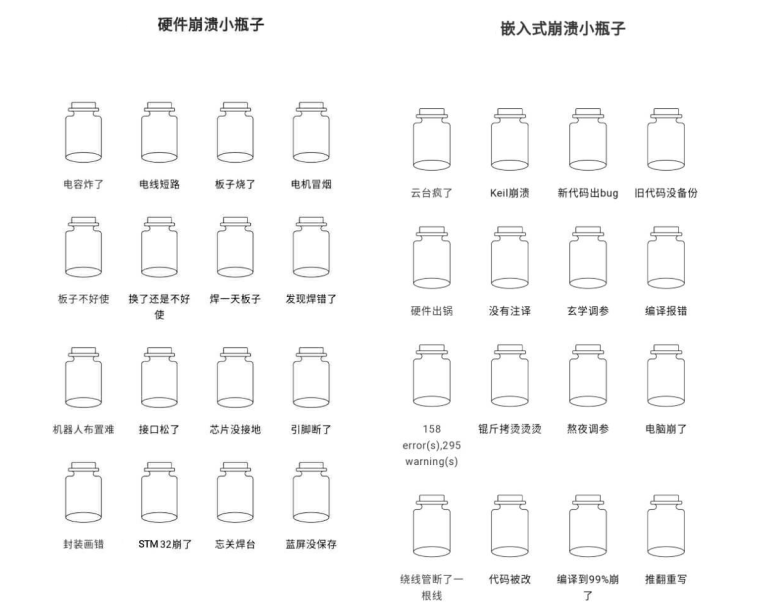 硬件崩溃小瓶子
电容炸了
电线短路
板子烧了
电机冒烟
板子不好使
换了还是不好
使
焊一天板子
发现焊错了
机器人布置难
接口松了
芯片没接地
引脚断了
封装画错
STM32崩了
忘关焊台
蓝屏没保存
嵌入式崩溃小瓶子
云台疯了
Keil崩溃
新代码出bug
旧代码没备份
硬件出锅
没有注译
玄学调参
编译报错
158
error(s),295
warning(s)
锟斤拷烫烫烫
熬夜调参
电脑崩了
绕线管断了一
根线
代码被改
编译到99%崩
了
推翻重写